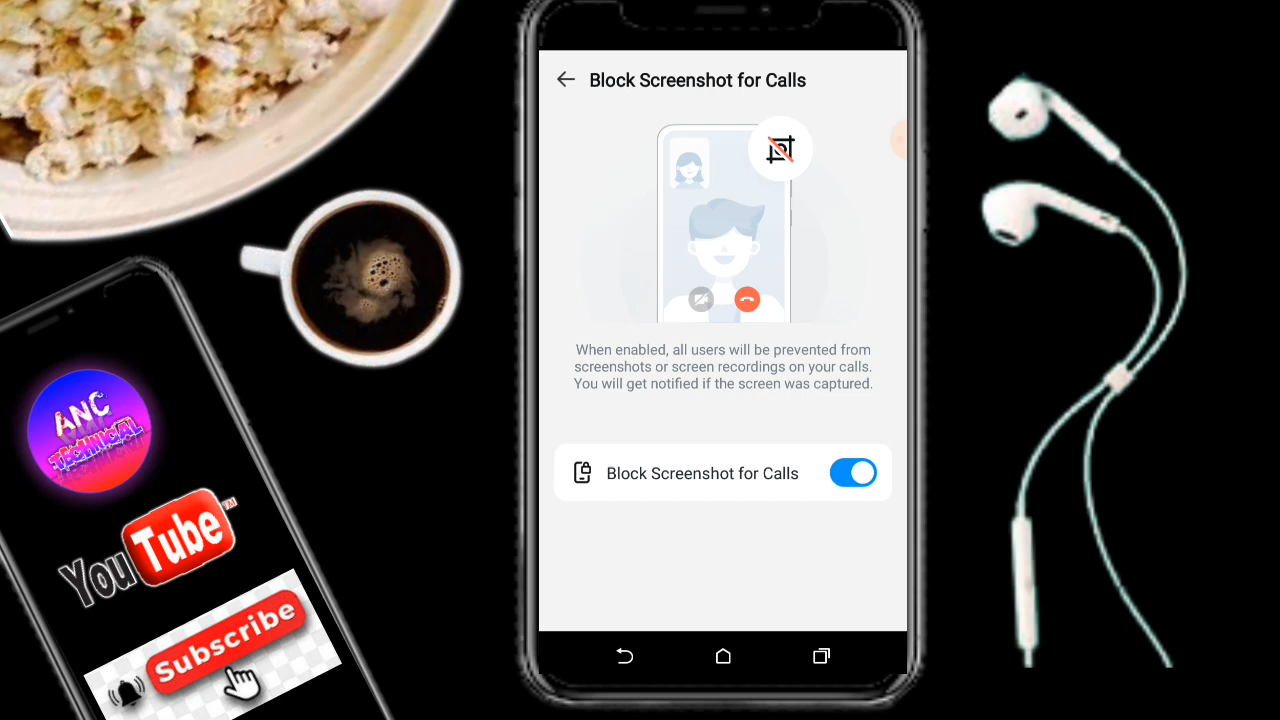 Block Screenshot for Calls
When enabled, all users will be prevented from
screenshots or screen recordings on your calls.
You will get notified if the screen was captured.
Block Screenshot for Calls
ANC
TECHNICAL
YouTube™
Subscribe